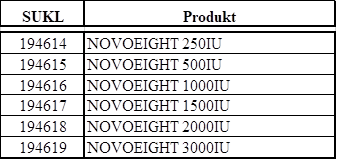 SUKL Produkt
194614 NOVOEIGHT 250IU
194615 NOVOEIGHT 500IU
194616 NOVOEIGHT 1000IU
194617 NOVOEIGHT 1500IU
194618 NOVOEIGHT 2000IU
194619 NOVOEIGHT 3000IU